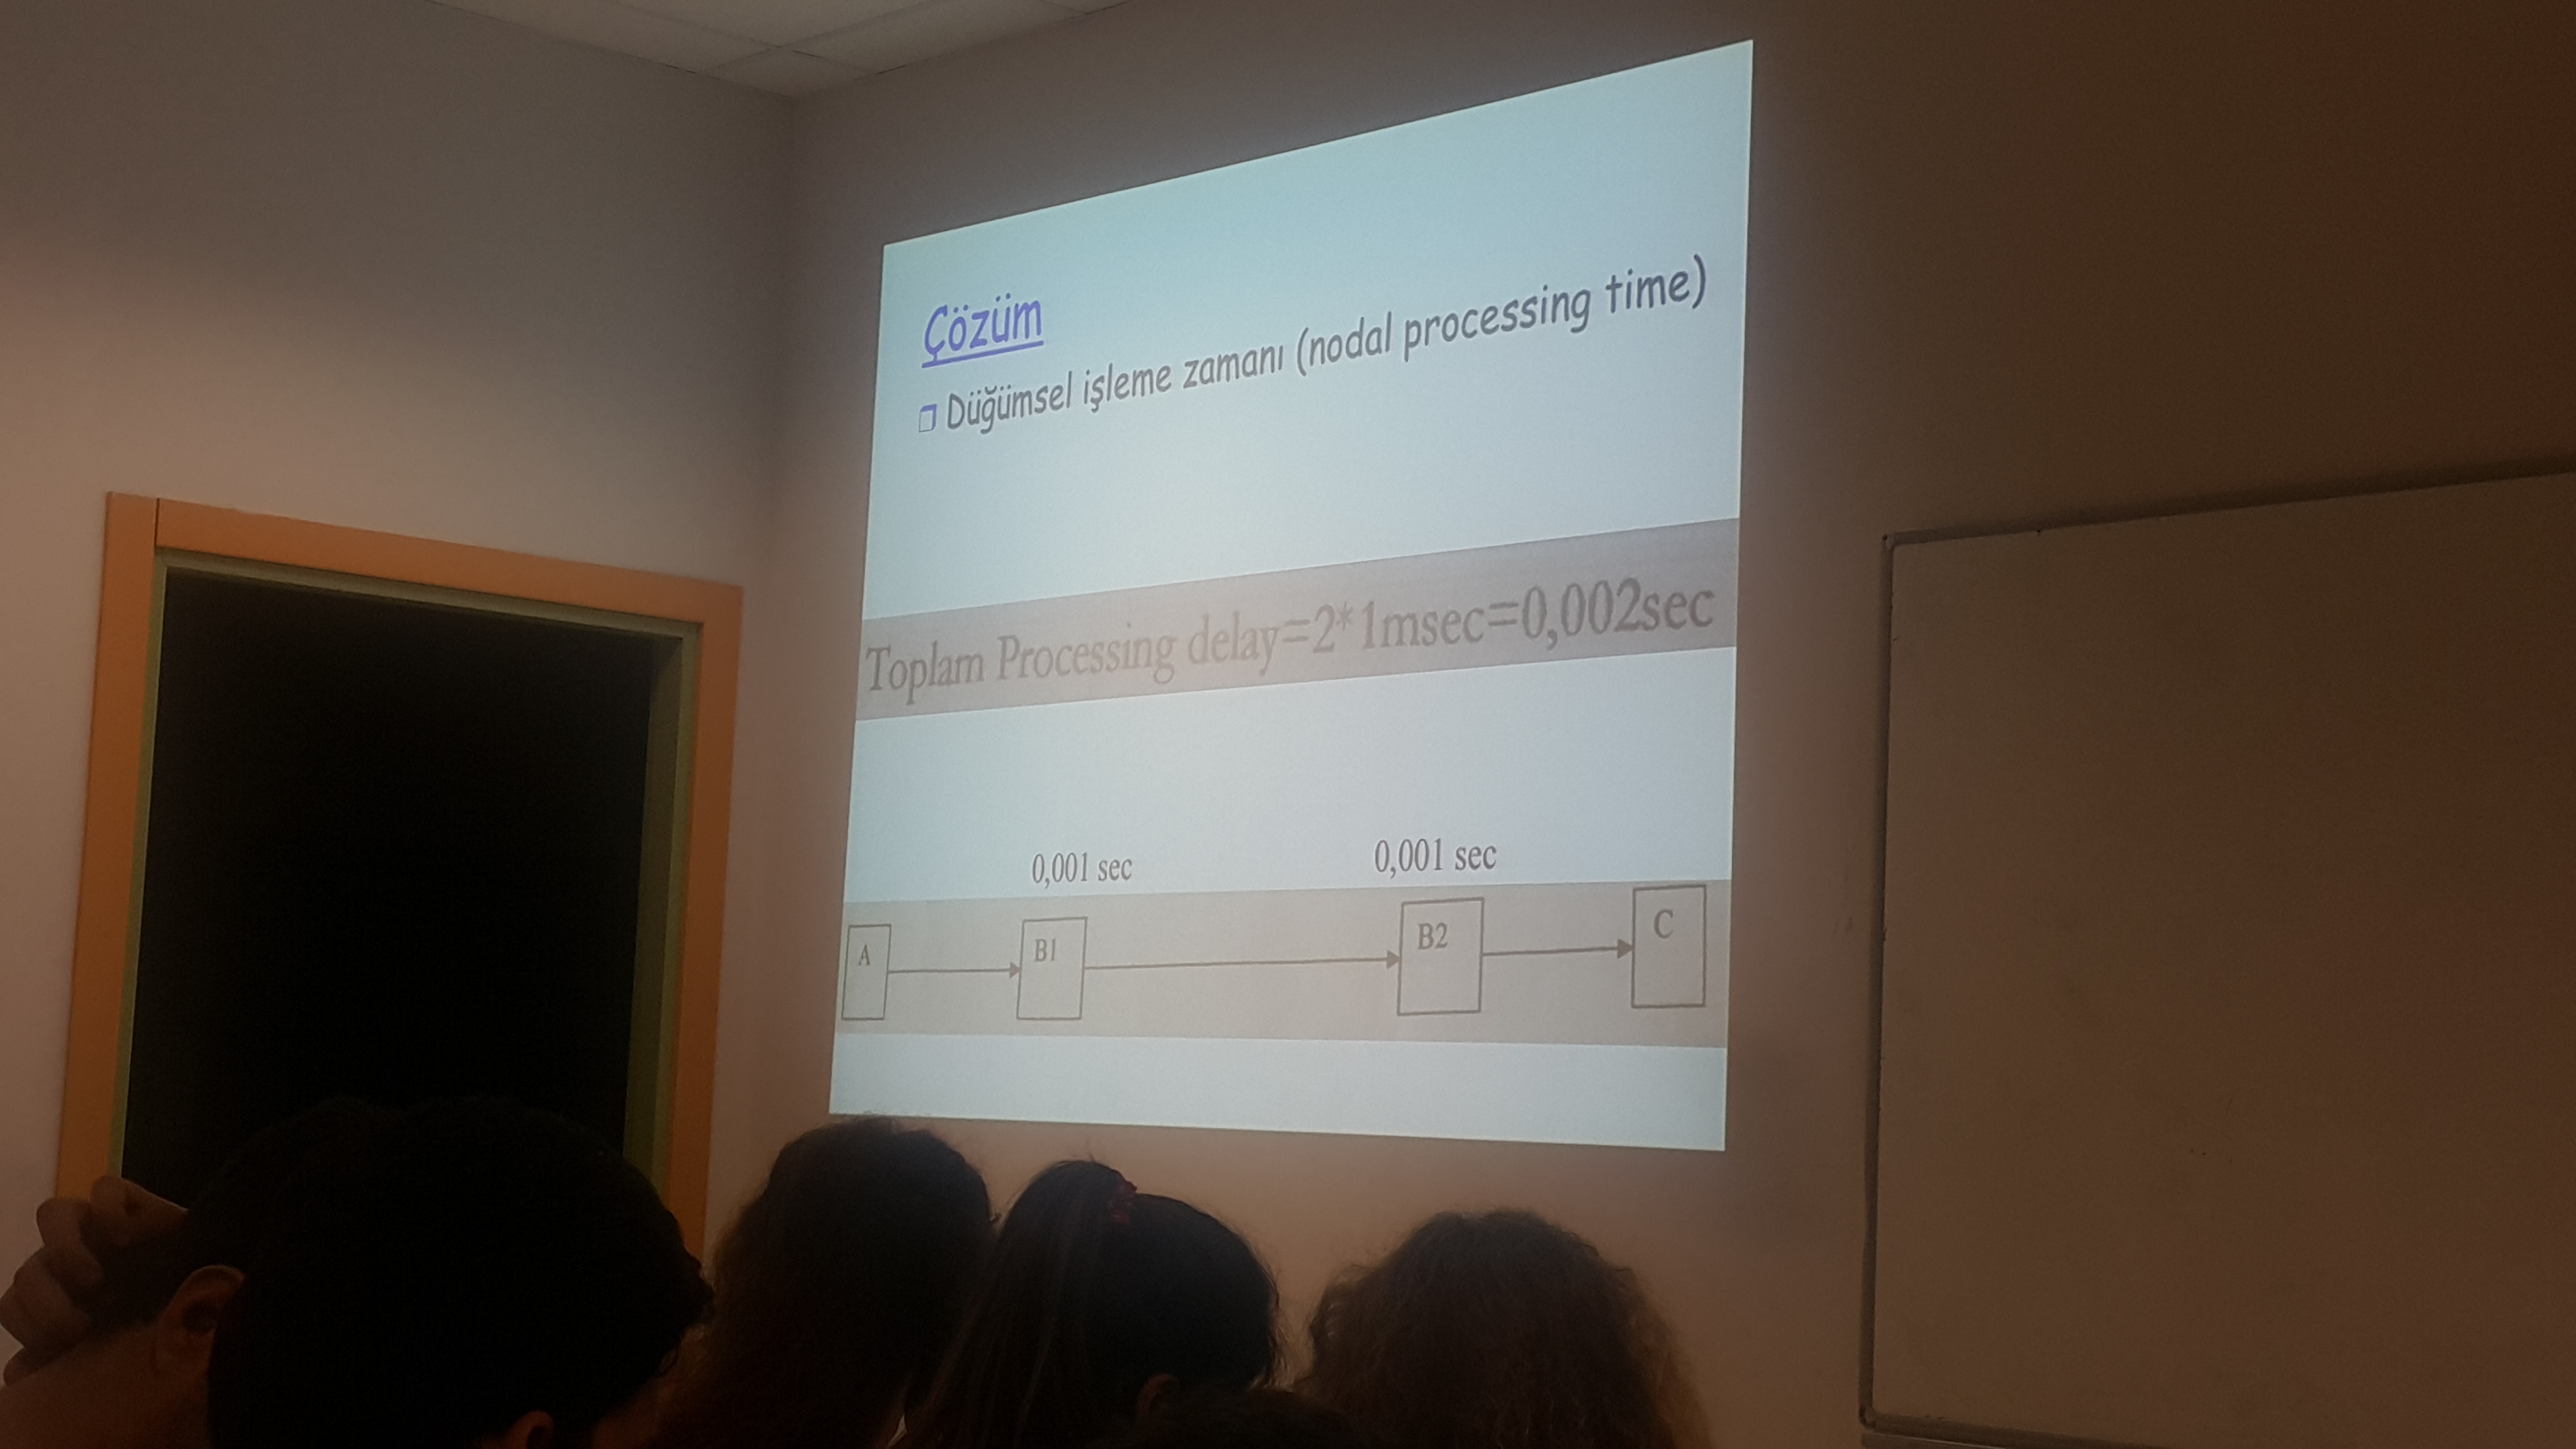 Çözüm
Düğümsel işleme zamanı (nodal processing time)
Toplam Processing delay=2*1msec=0,002sec
0,001 sec 0,001 sec
A B1 B2 C